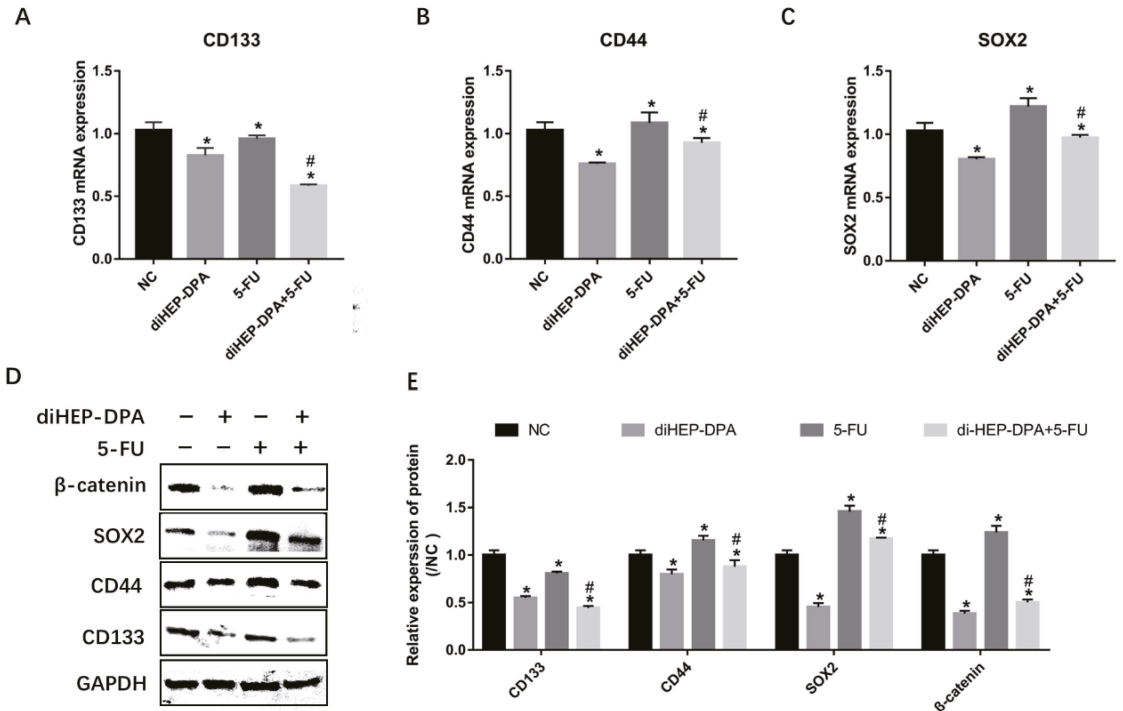 A
CD133
CD133 mRNA expression
1.5
1.0
0.5
0.0
*
*
#
*
NC
diHEP-DPA
5-FU
diHEP-DPA+5-FU
B
CD44
CD44 mRNA expression
1.5
1.0
0.5
0.0
*
*
#
*
NC
diHEP-DPA
5-FU
diHEP-DPA+5-FU
C
SOX2
SOX2 mRNA expression
1.5
1.0
0.5
0.0
*
*
#
*
NC
diHEP-DPA
5-FU
diHEP-DPA+5-FU
D
diHEP-DPA − + − +
5-FU − − + +
β-catenin
SOX2
CD44
CD133
GAPDH
E
NC diHEP-DPA 5-FU di-HEP-DPA+5-FU
Relative experssion of protein
(/NC)
2.0
1.5
1.0
0.5
0.0
*
*
#
*
*
*
#
*
*
*
#
*
*
*
#
*
CD133
CD44
SOX2
β-catenin